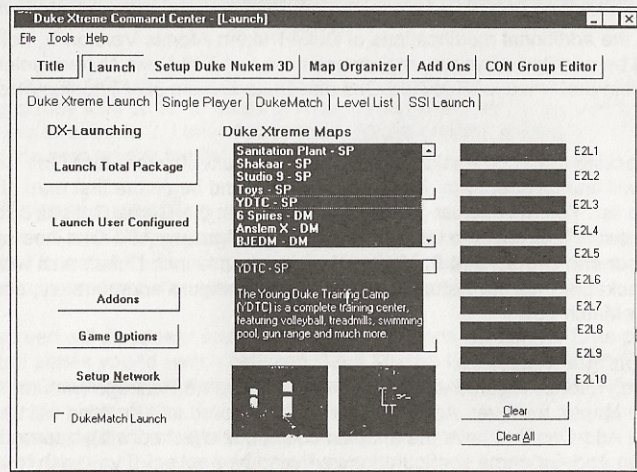 Duke Xtreme Command Center - [Launch]
File Tools Help
Title Launch Setup Duke Nukem 3D Map Organizer Add Ons CON Group Editor
Duke Xtreme Launch Single Player DukeMatch Level List SSI Launch
DX-Launching
Launch Total Package
Launch User Configured
Addons
Game Options
Setup Network
DukeMatch Launch
Duke Xtreme Maps
Sanitation Plant - SP
Shakaar - SP
Studio 9 - SP
Toys - SP
YDTC - SP
6 Spires - DM
Anslem X - DM
BJEDM - DM
YDTC - SP
The Young Duke Training Camp
(YDTC) is a complete training center,
featuring volleyball, treadmills, swimming
pool, gun range and much more.
E2L1
E2L2
E2L3
E2L4
E2L5
E2L6
E2L7
E2L8
E2L9
E2L10
Clear
Clear All